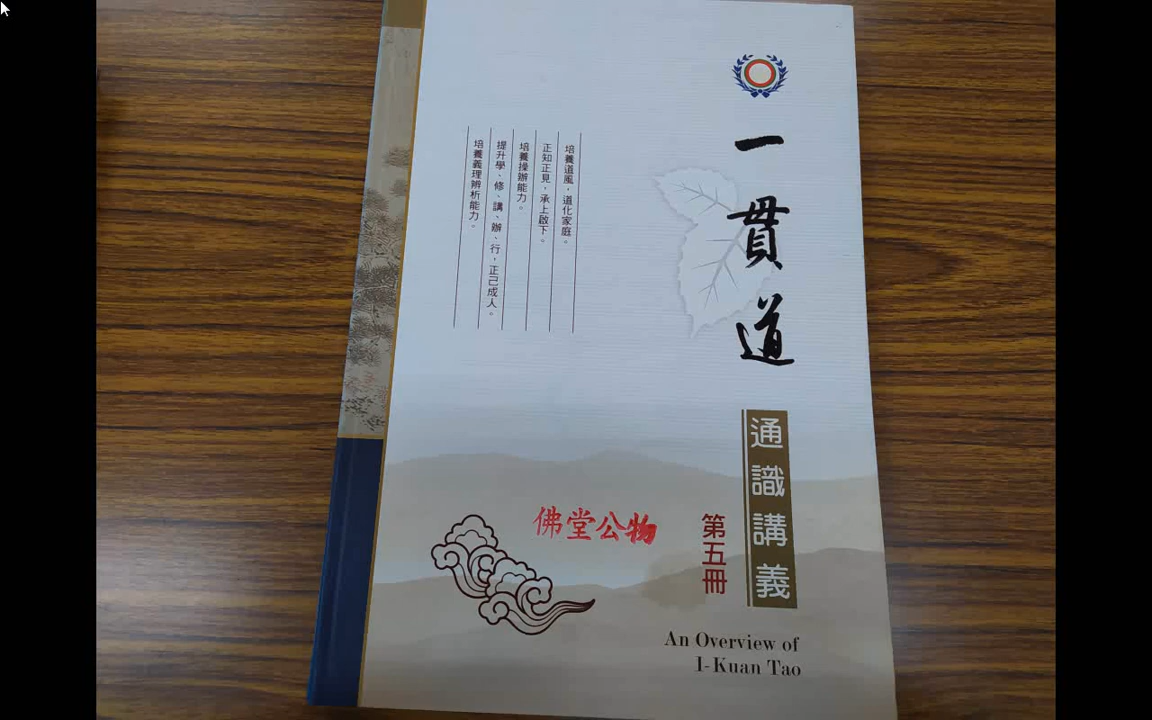 一貫道
通識講義
第五冊
An Overview of
I-Kuan Tao
培養道風，道化家庭。
正知正見，承上啟下。
培養操辦能力。
提升學、修、講、辦、行，正己成人。
培養義理辨析能力。
佛堂公物